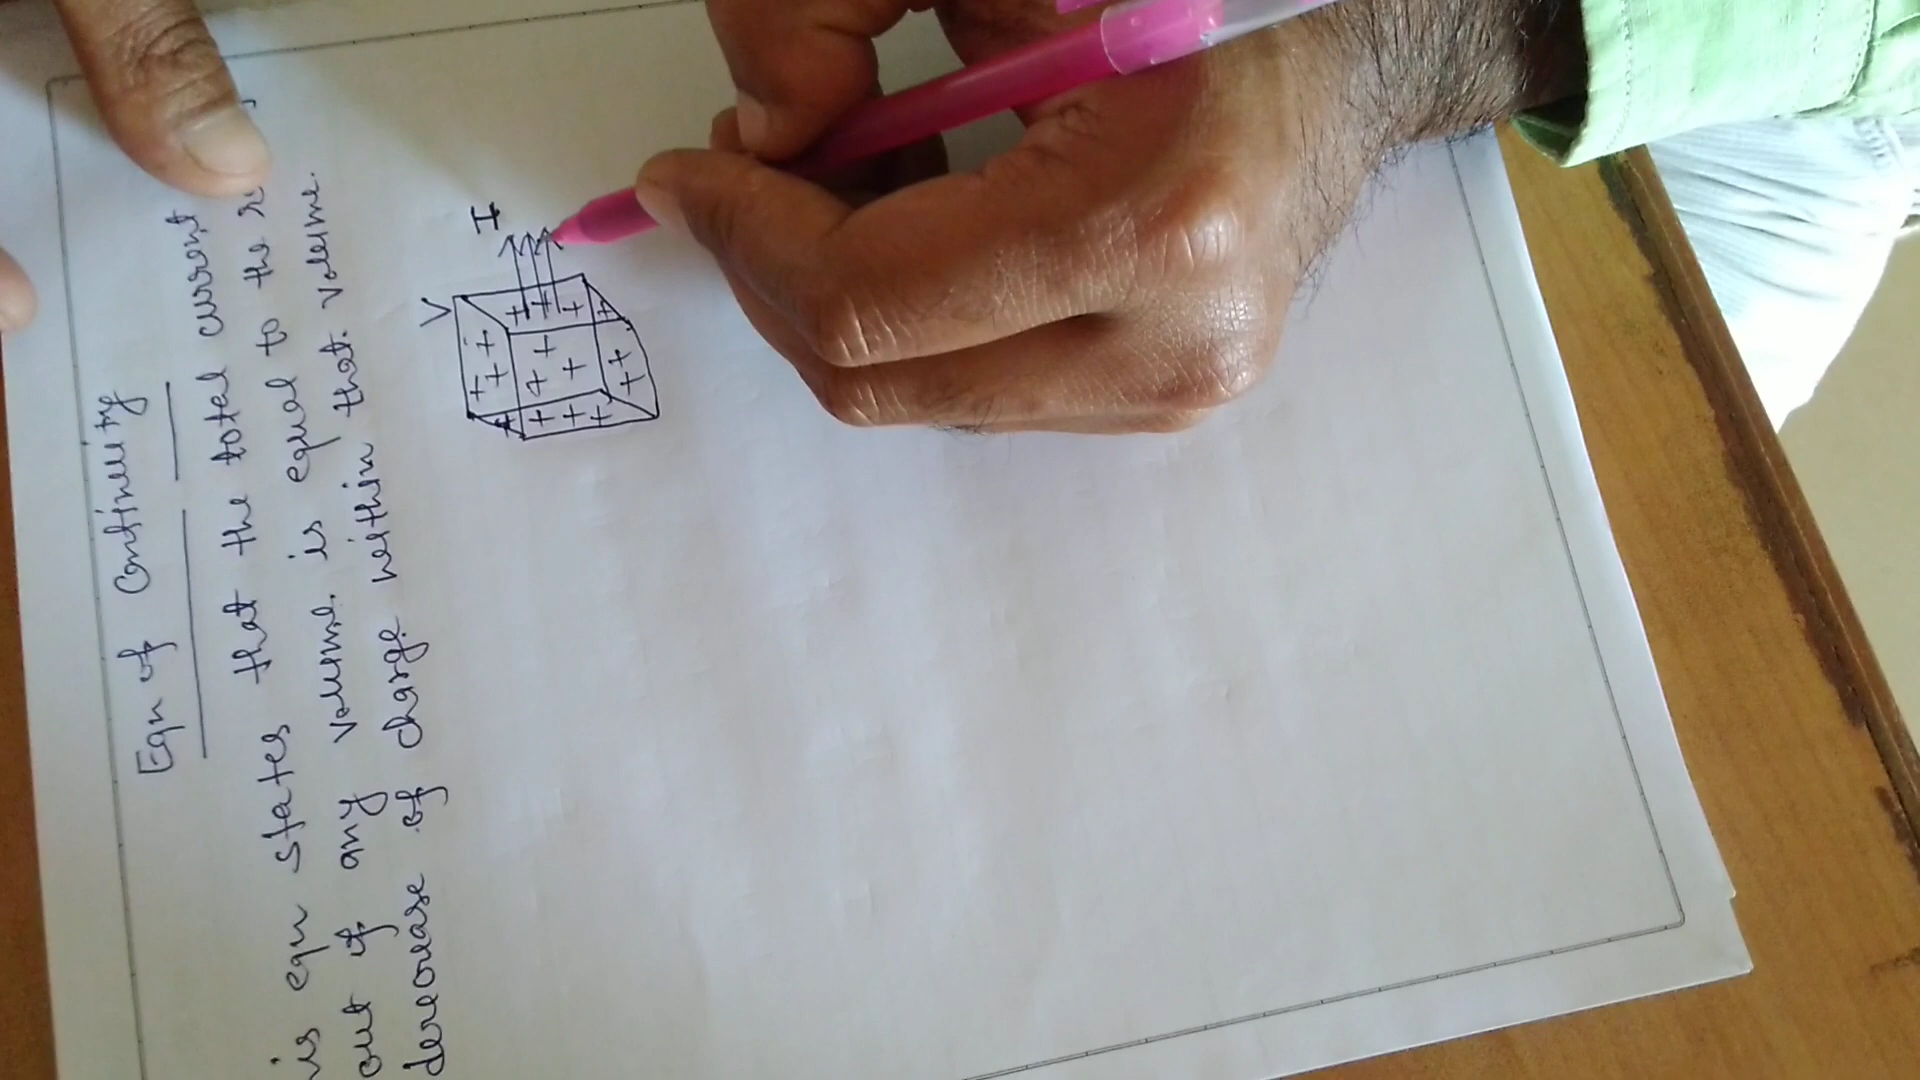 Eqn of Continuity
is eqn states that the total current
out of any volume. is equal to the
decrease of charge within that. volume.
V
I